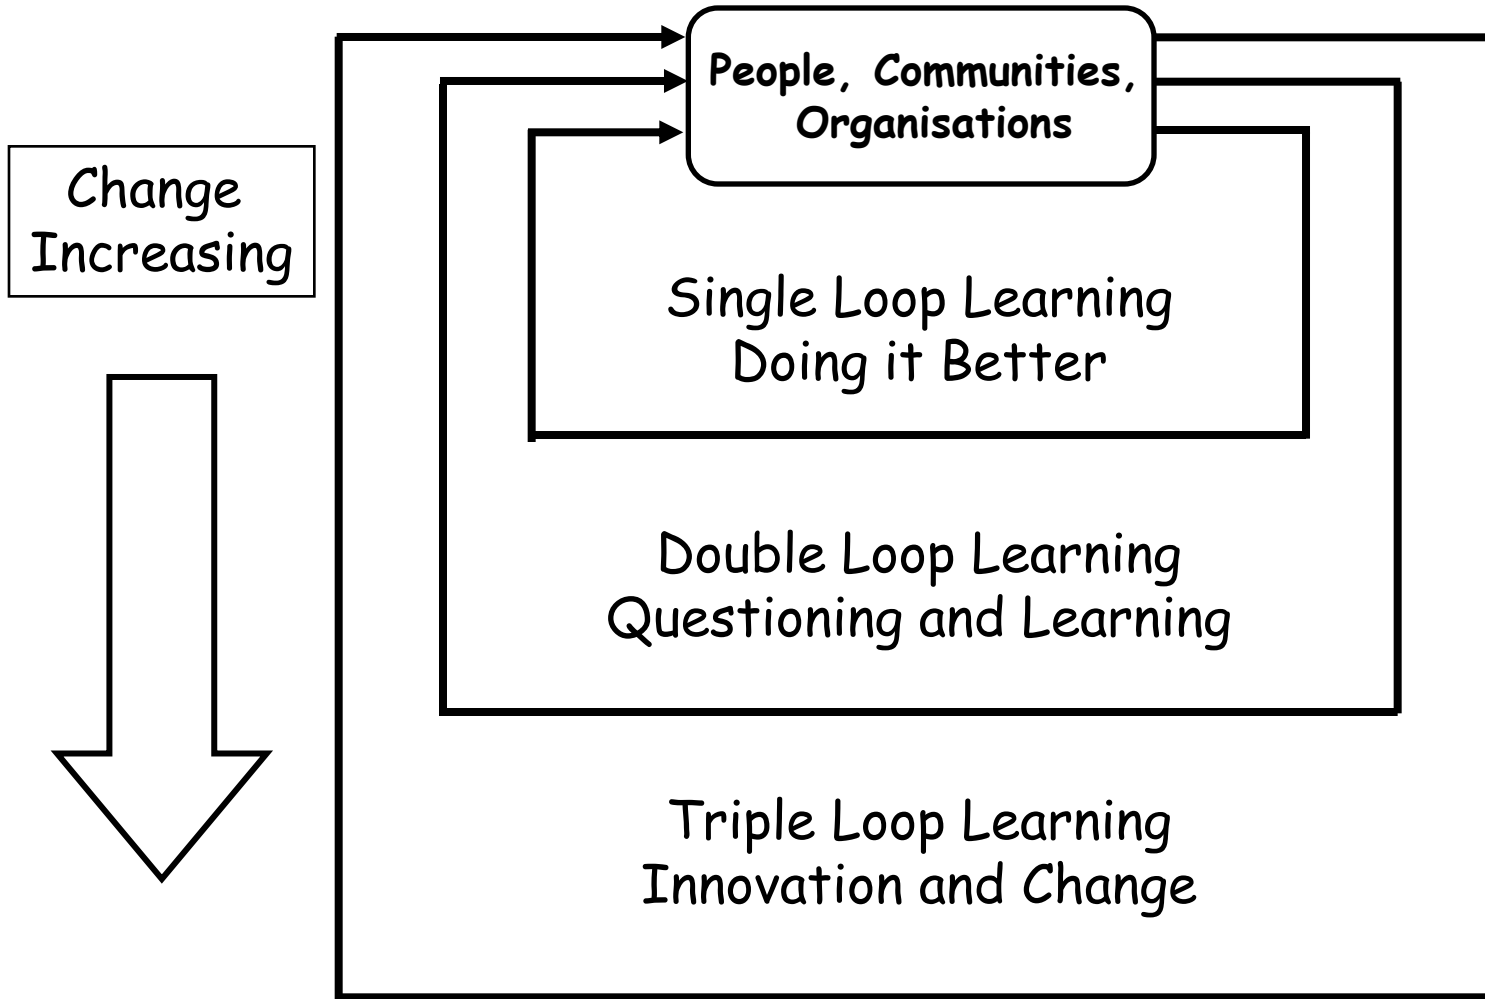 People, Communities,
Organisations
Change
Increasing
Single Loop Learning
Doing it Better
Double Loop Learning
Questioning and Learning
Triple Loop Learning
Innovation and Change